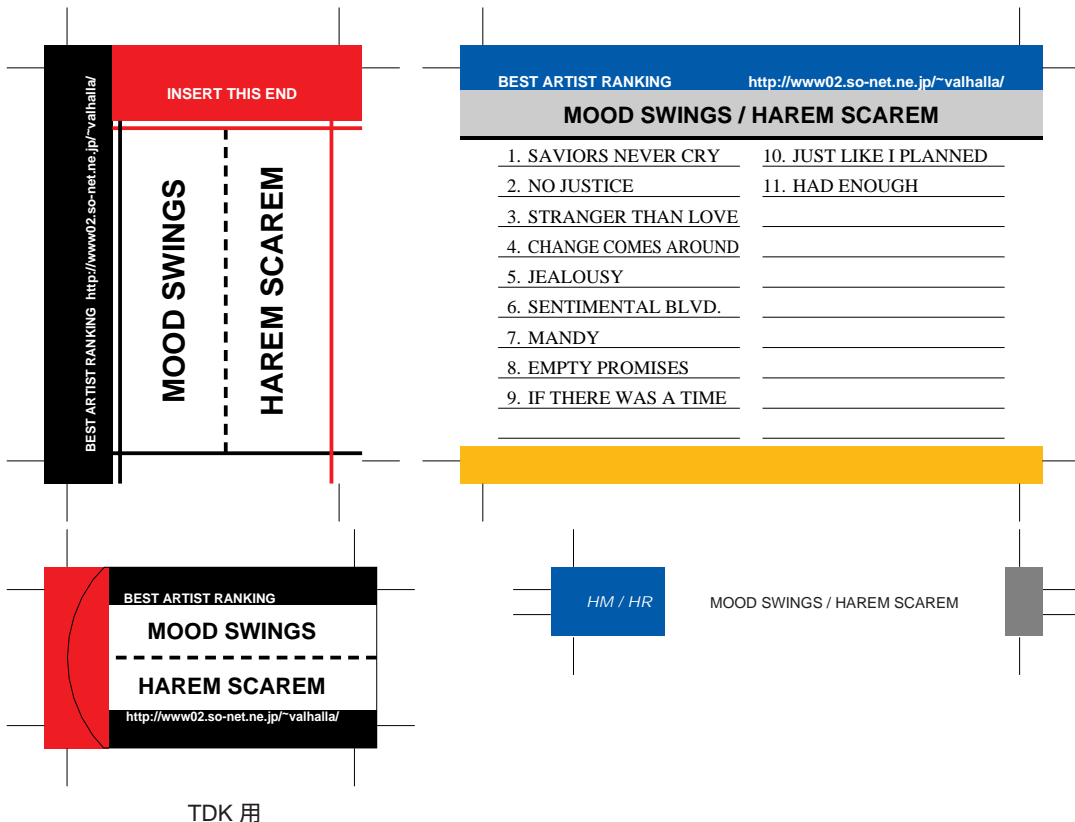 INSERT THIS END
BEST ARTIST RANKING http://www02.so-net.ne.jp/~valhalla/
MOOD SWINGS
HAREM SCAREM
BEST ARTIST RANKING http://www02.so-net.ne.jp/~valhalla/
MOOD SWINGS / HAREM SCAREM
1. SAVIORS NEVER CRY
2. NO JUSTICE
3. STRANGER THAN LOVE
4. CHANGE COMES AROUND
5. JEALOUSY
6. SENTIMENTAL BLVD.
7. MANDY
8. EMPTY PROMISES
9. IF THERE WAS A TIME
10. JUST LIKE I PLANNED
11. HAD ENOUGH
BEST ARTIST RANKING
MOOD SWINGS
HAREM SCAREM
http://www02.so-net.ne.jp/~valhalla/
HM / HR
MOOD SWINGS / HAREM SCAREM
TDK 用